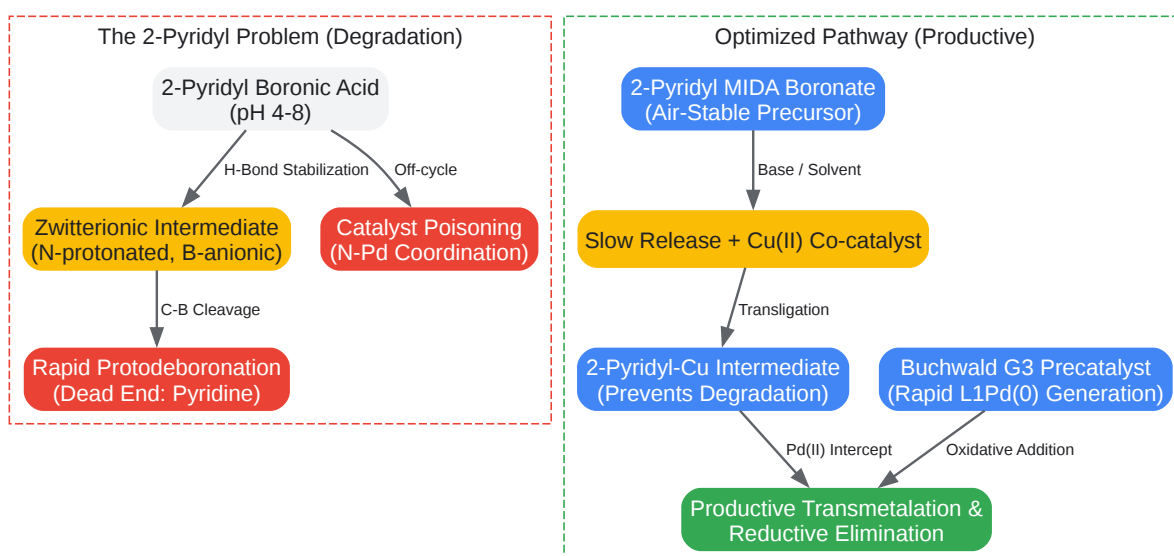 The 2-Pyridyl Problem (Degradation)
2-Pyridyl Boronic Acid
(pH 4-8)
H-Bond Stabilization
Off-cycle
Zwitterionic Intermediate
(N-protonated, B-anionic)
Catalyst Poisoning
(N-Pd Coordination)
C-B Cleavage
Rapid Protodeboronation
(Dead End: Pyridine)
Optimized Pathway (Productive)
2-Pyridyl MIDA Boronate
(Air-Stable Precursor)
Base / Solvent
Slow Release + Cu(II) Co-catalyst
Transligation
2-Pyridyl-Cu Intermediate
(Prevents Degradation)
Buchwald G3 Precatalyst
(Rapid L1Pd(0) Generation)
Pd(II) Intercept
Oxidative Addition
Productive Transmetalation &
Reductive Elimination